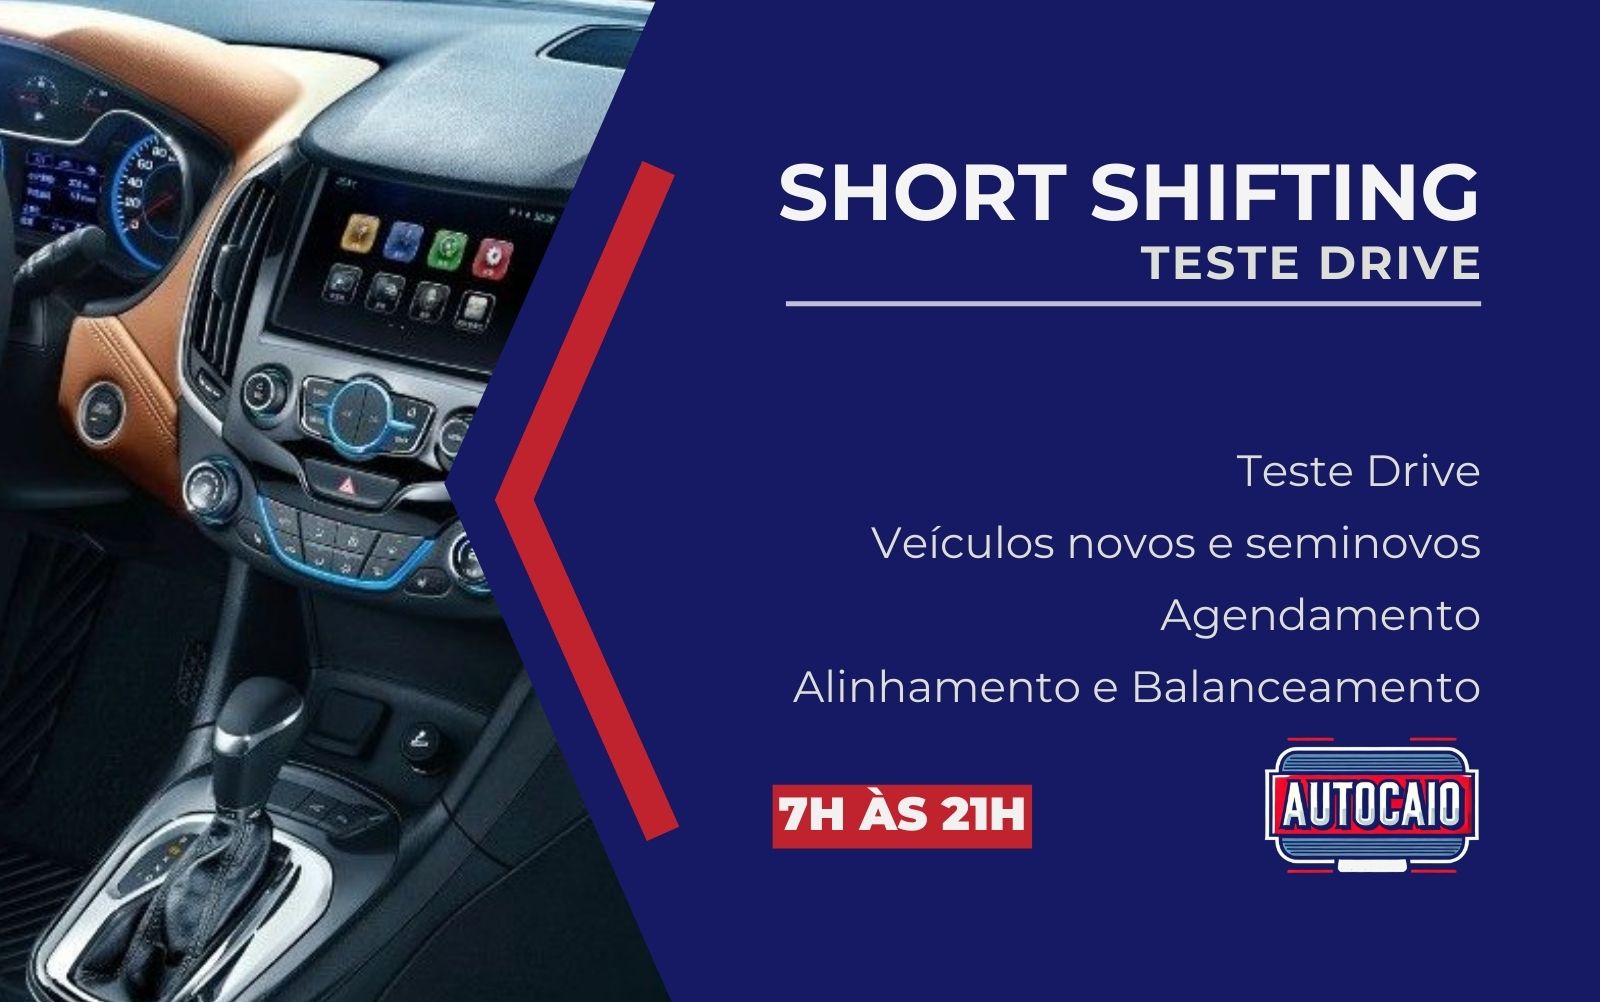 SHORT SHIFTING
TESTE DRIVE
Teste Drive
Veículos novos e seminovos
Agendamento
Alinhamento e Balanceamento
7H ÀS 21H
AUTOCAIO